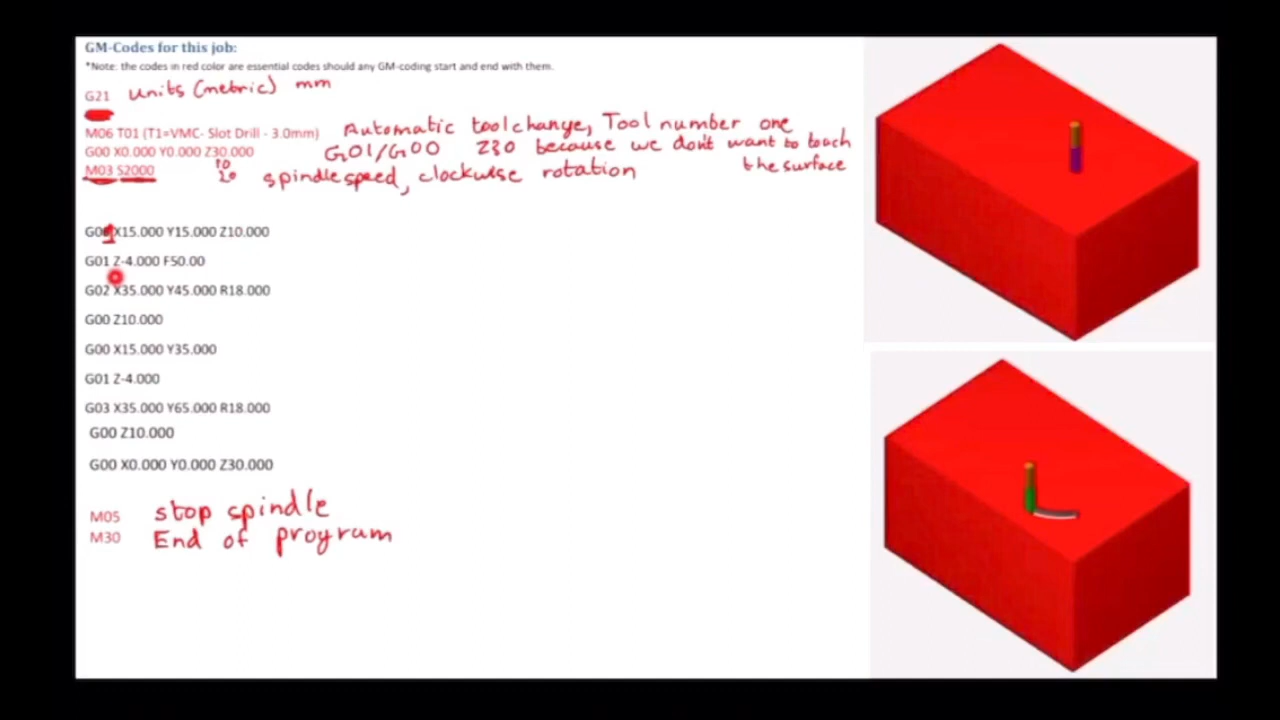 GM-Codes for this job:
*Note: the codes in red color are essential codes should any GM-coding start and end with them.
G21 units (metric) mm
M06 T01 (T1=VMC- Slot Drill - 3.0mm) Automatic toolchange, Tool number one
G00 X0.000 Y0.000 Z30.000 G01/G00 Z30 because we don't want to touch the surface
10
M03 S2000 20 spindle speed, clockwise rotation
X15.000 Y15.000 Z10.000
G01 Z-4.000 F50.00
G02 X35.000 Y45.000 R18.000
G00 Z10.000
G00 X15.000 Y35.000
G01 Z-4.000
G03 X35.000 Y65.000 R18.000
G00 Z10.000
G00 X0.000 Y0.000 Z30.000
M05 stop spindle
M30 End of program